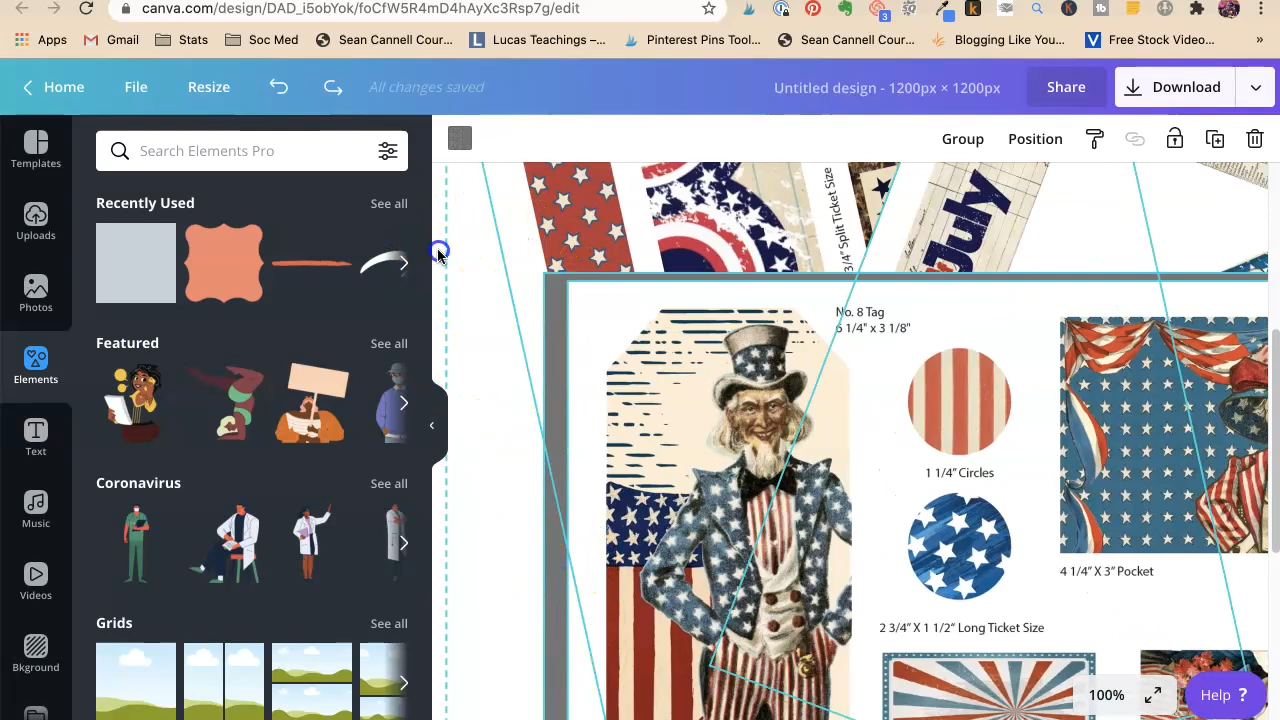 canva.com/design/DAD_i5obYok/foCfW5R4mD4hAyXc3Rsp7g/edit
3
Apps
Gmail
Stats
Soc Med
Sean Cannell Cour...
Lucas Teachings –...
Pinterest Pins Tool...
Sean Cannell Cour...
Blogging Like You...
Free Stock Video...
»
Home
File
Resize
All changes saved
Untitled design - 1200px × 1200px
Share
Download
Templates
Uploads
Photos
Elements
Text
Music
Videos
Bkground
Search Elements Pro
Recently Used
See all
Featured
See all
Coronavirus
See all
Grids
See all
Group
Position
3/4" Split Ticket Size
July
No. 8 Tag
6 1/4" x 3 1/8"
1 1/4" Circles
4 1/4" X 3" Pocket
2 3/4" X 1 1/2" Long Ticket Size
100%
Help ?